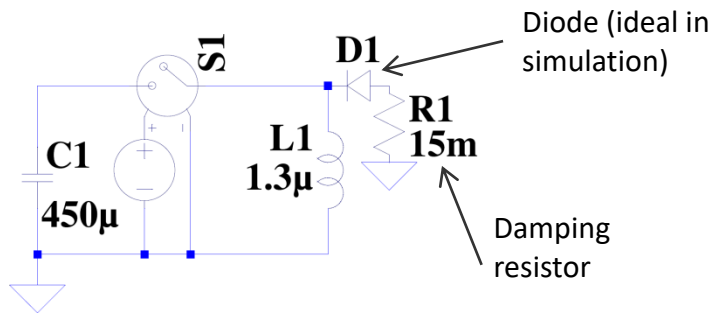 Diode (ideal in
simulation)
D1
S1
R1
15m
L1
1.3µ
C1
450µ
Damping
resistor